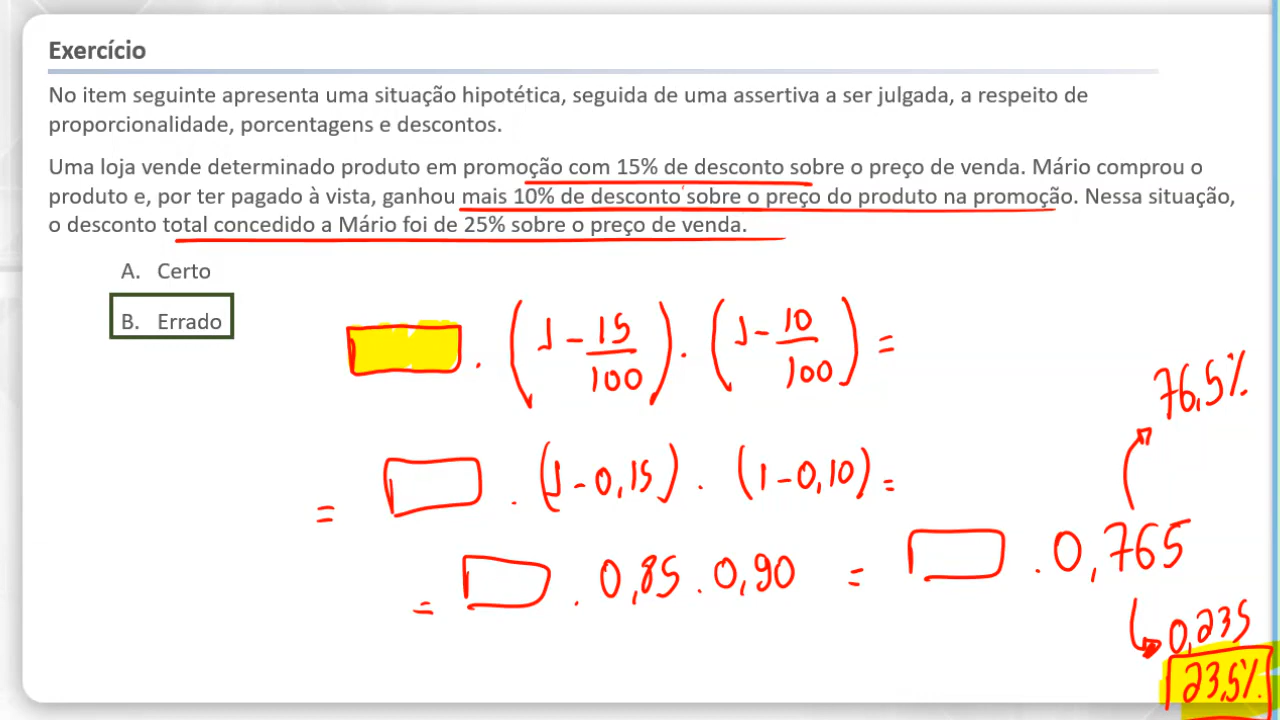 Exercício
No item seguinte apresenta uma situação hipotética, seguida de uma assertiva a ser julgada, a respeito de
proporcionalidade, porcentagens e descontos.
Uma loja vende determinado produto em promoção com 15% de desconto sobre o preço de venda. Mário comprou o
produto e, por ter pagado à vista, ganhou mais 10% de desconto sobre o preço do produto na promoção. Nessa situação,
o desconto total concedido a Mário foi de 25% sobre o preço de venda.
A. Certo
B. Errado
. (1 - 15/100) . (1 - 10/100) =
76,5%
= . (1 - 0,15) . (1 - 0,10) =
= . 0,85 . 0,90 = . 0,765
0,235
23,5%